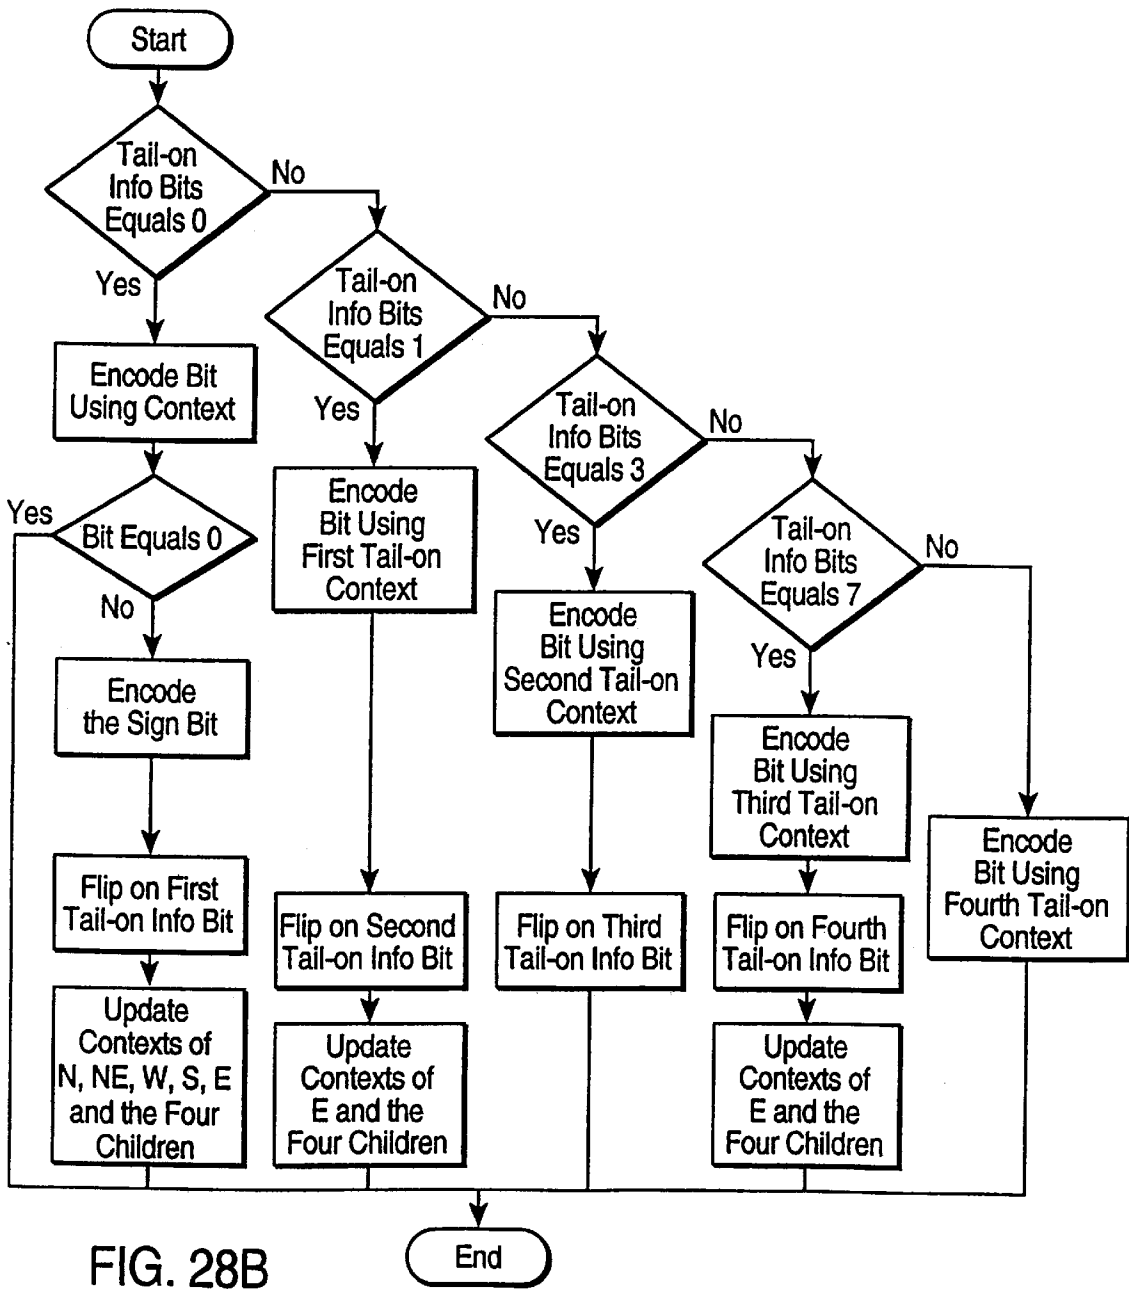 Start
Tail-on
Info Bits
Equals 0
No
Yes
Tail-on
Info Bits
Equals 1
No
Yes
Encode Bit
Using Context
Tail-on
Info Bits
Equals 3
No
Yes
Yes
Bit Equals 0
No
Encode
Bit Using
First Tail-on
Context
Tail-on
Info Bits
Equals 7
No
Yes
Encode
Bit Using
Second Tail-on
Context
Encode
the Sign Bit
Encode
Bit Using
Third Tail-on
Context
Encode
Bit Using
Fourth Tail-on
Context
Flip on First
Tail-on Info Bit
Flip on Second
Tail-on Info Bit
Flip on Third
Tail-on Info Bit
Flip on Fourth
Tail-on Info Bit
Update
Contexts of
N, NE, W, S, E
and the Four
Children
Update
Contexts of
E and the
Four Children
Update
Contexts of
E and the
Four Children
End
FIG. 28B